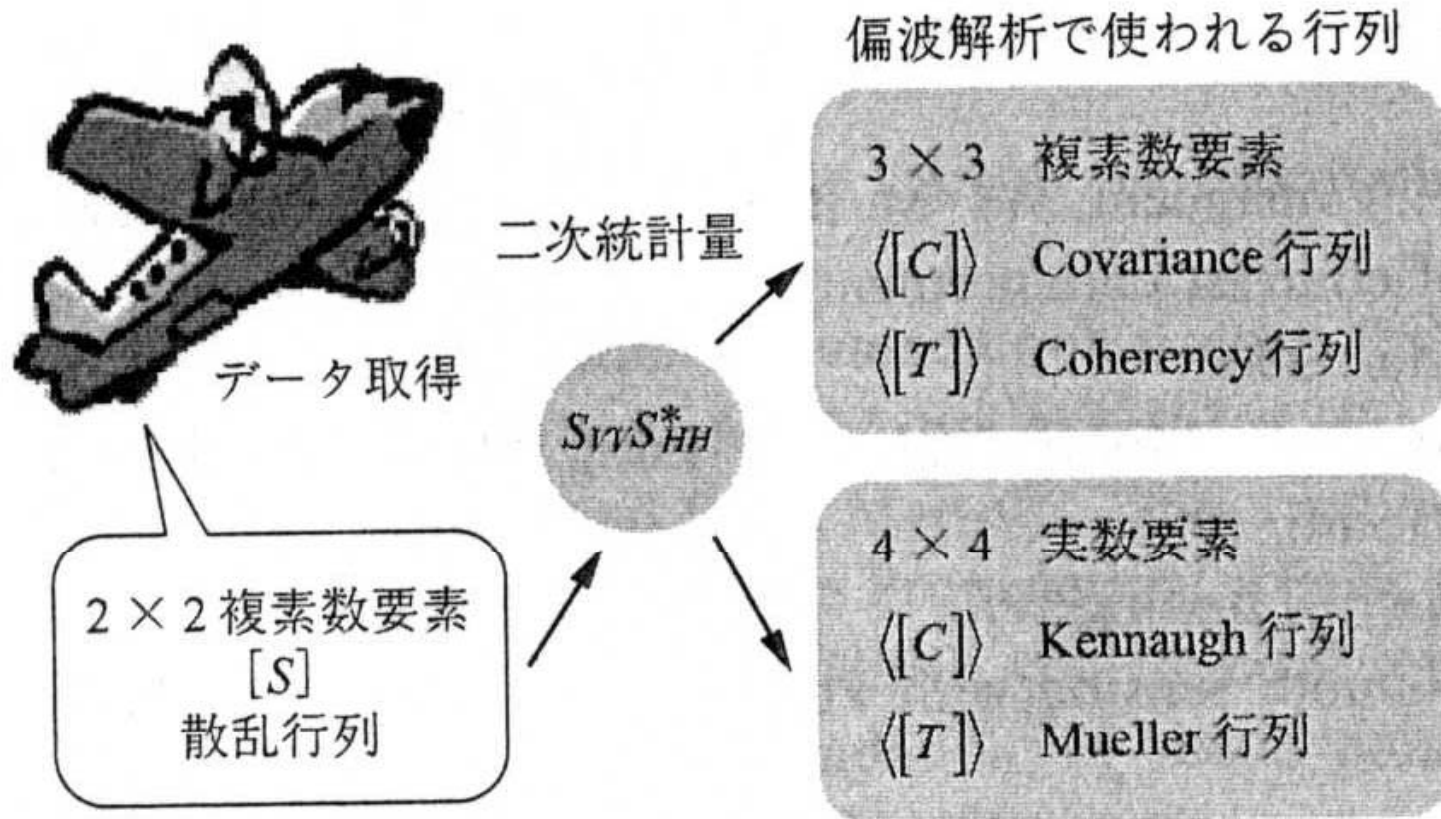 偏波解析で使われる行列
3 × 3 複素数要素
⟨[C]⟩ Covariance 行列
⟨[T]⟩ Coherency 行列
二次統計量
データ取得
SVVS*HH
4 × 4 実数要素
⟨[C]⟩ Kennaugh 行列
⟨[T]⟩ Mueller 行列
2 × 2 複素数要素
[S]
散乱行列